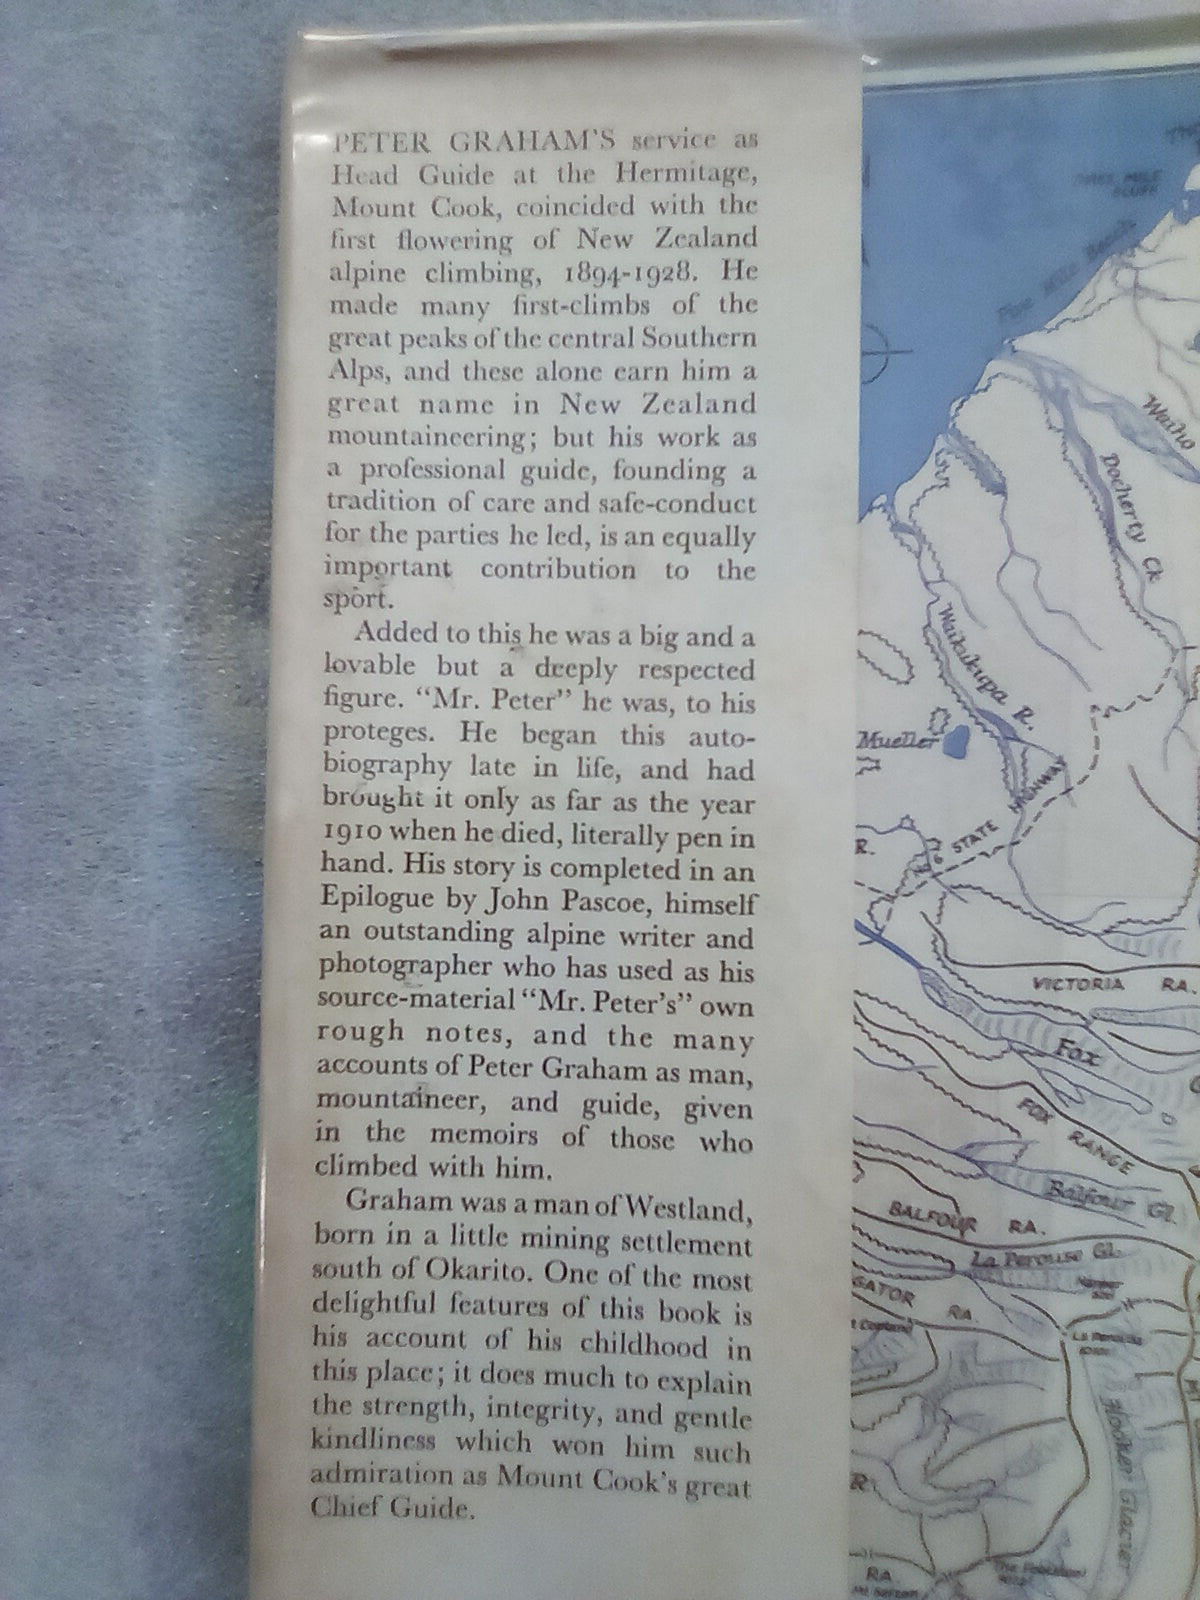 PETER GRAHAM'S service as
Head Guide at the Hermitage,
Mount Cook, coincided with the
first flowering of New Zealand
alpine climbing, 1894-1928. He
made many first-climbs of the
great peaks of the central Southern
Alps, and these alone earn him a
great name in New Zealand
mountaineering; but his work as
a professional guide, founding a
tradition of care and safe-conduct
for the parties he led, is an equally
important contribution to the
sport.
Added to this he was a big and a
lovable but a deeply respected
figure. “Mr. Peter” he was, to his
proteges. He began this auto-
biography late in life, and had
brought it only as far as the year
1910 when he died, literally pen in
hand. His story is completed in an
Epilogue by John Pascoe, himself
an outstanding alpine writer and
photographer who has used as his
source-material “Mr. Peter's” own
rough notes, and the many
accounts of Peter Graham as man,
mountaineer, and guide, given
in the memoirs of those who
climbed with him.
Graham was a man of Westland,
born in a little mining settlement
south of Okarito. One of the most
delightful features of this book is
his account of his childhood in
this place; it does much to explain
the strength, integrity, and gentle
kindliness which won him such
admiration as Mount Cook's great
Chief Guide.
Waiho
Docherty Ck
Waikukupa R.
Mueller
R.
STATE HIGHWAY 6
VICTORIA RA.
Fox
FOX RANGE
Balfour Gl.
BALFOUR RA.
La Perouse Gl.
GATOR RA.
La Perouse
Hooker Glacier
R.
RA